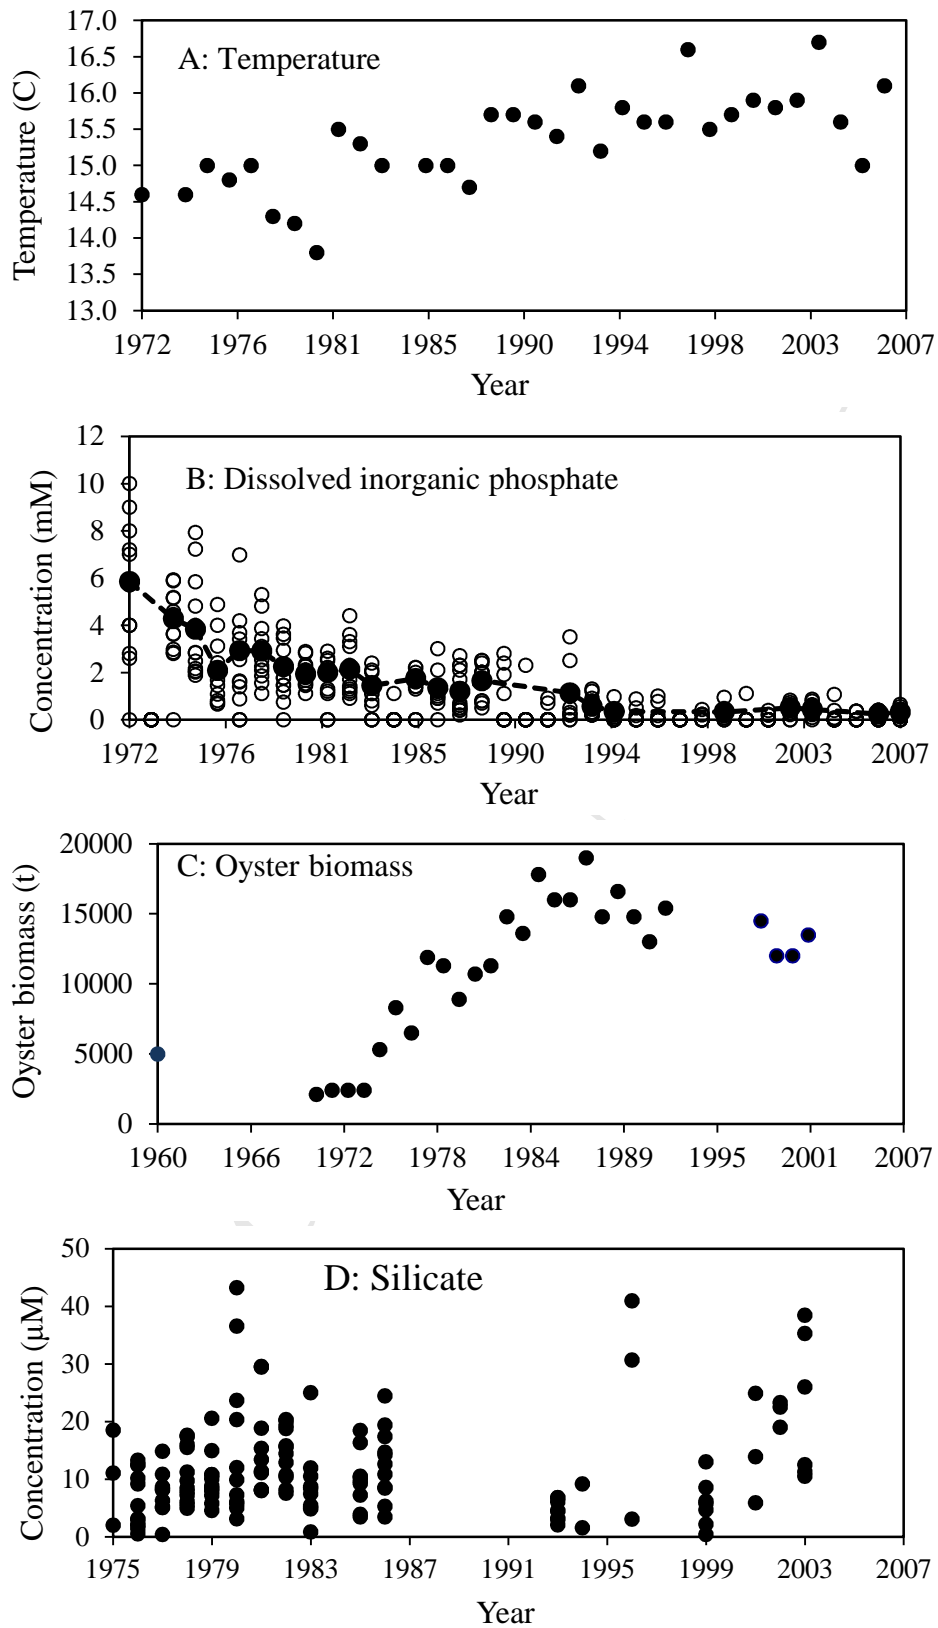 17.0
A: Temperature
16.5
16.0
15.5
15.0
14.5
14.0
13.5
13.0
Temperature (C)
1972 1976 1981 1985 1990 1994 1998 2003 2007
Year
12
B: Dissolved inorganic phosphate
10
8
6
4
2
0
Concentration (mM)
1972 1976 1981 1985 1990 1994 1998 2003 2007
Year
20000
C: Oyster biomass
15000
10000
5000
0
Oyster biomass (t)
1960 1966 1972 1978 1984 1989 1995 2001 2007
Year
50
D: Silicate
40
30
20
10
0
Concentration (μM)
1975 1979 1983 1987 1991 1995 1999 2003 2007
Year